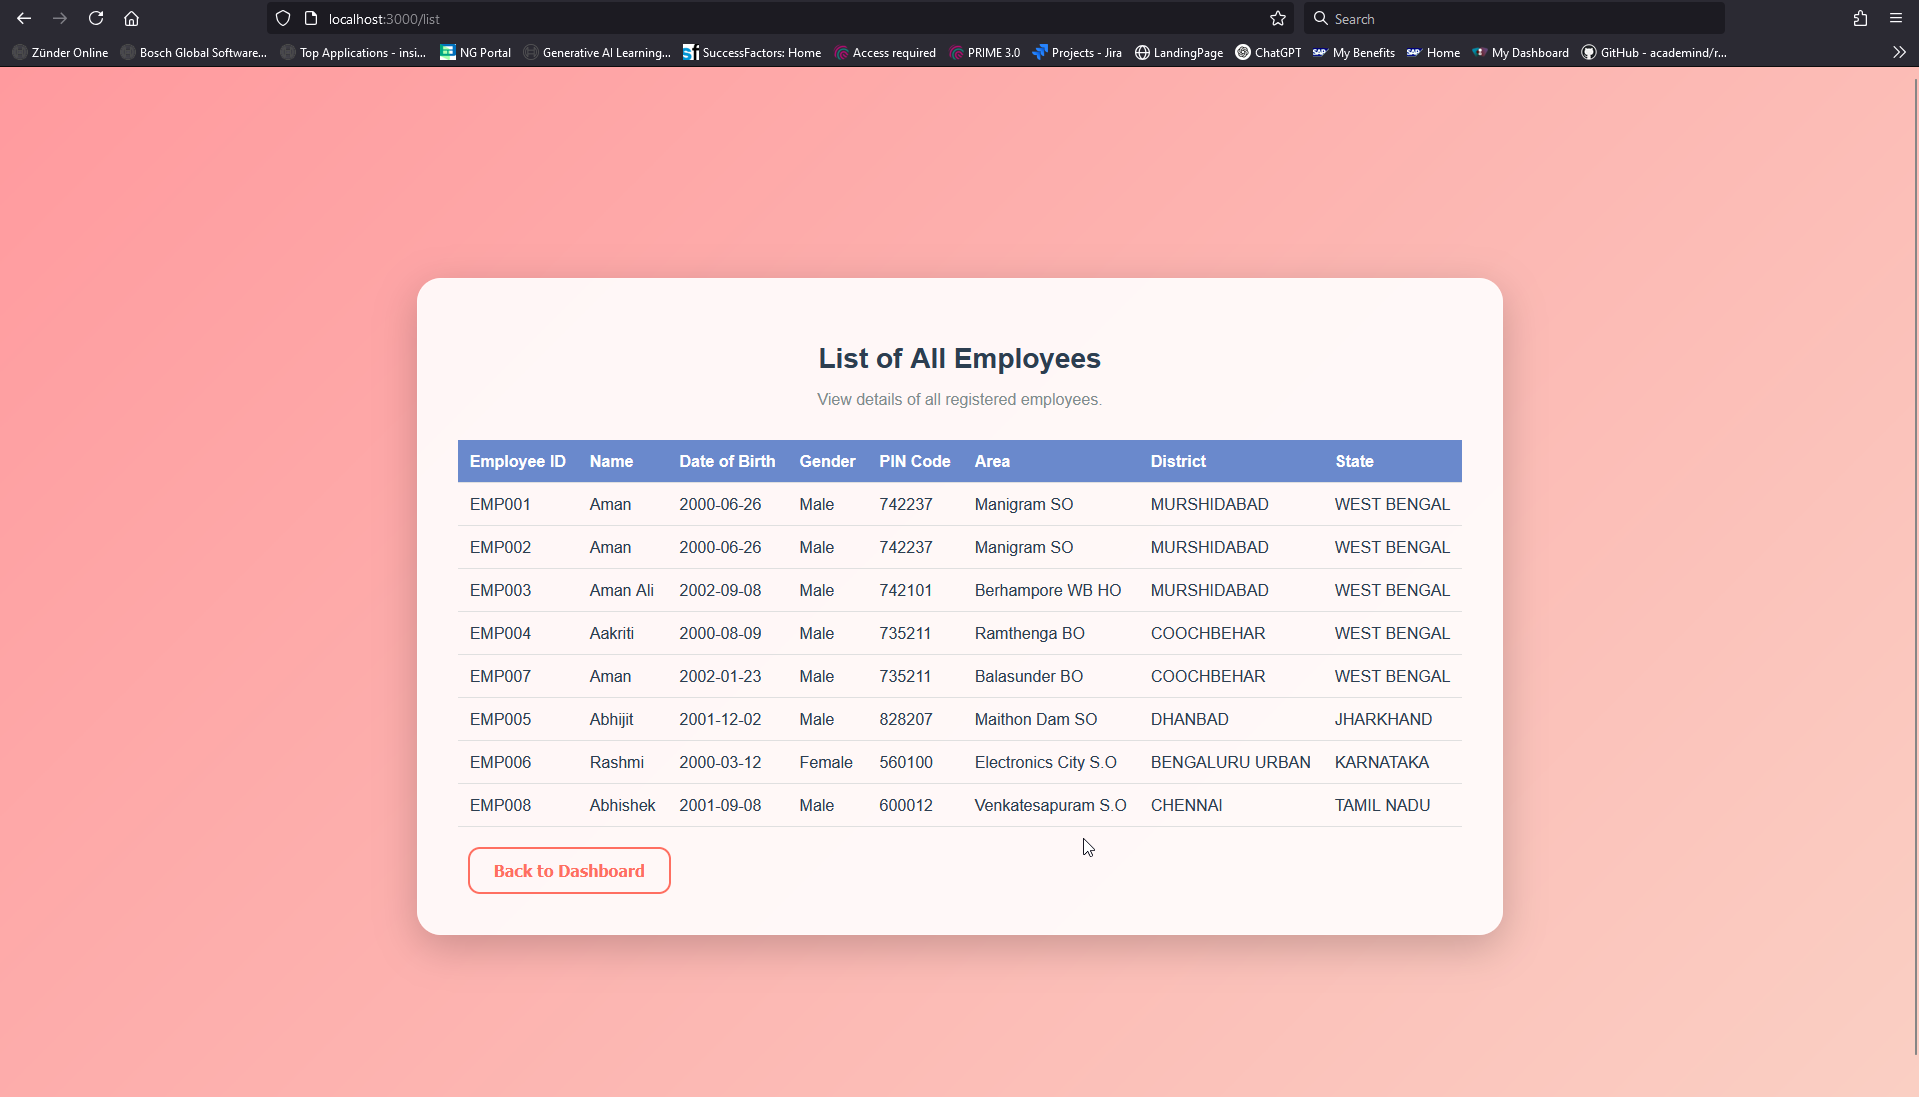 localhost:3000/list
Search
Zünder Online Bosch Global Software... Top Applications - insi... NG Portal Generative AI Learning... SuccessFactors: Home Access required PRIME 3.0 Projects - Jira LandingPage ChatGPT My Benefits Home My Dashboard GitHub - academind/r...
List of All Employees
View details of all registered employees.
Employee ID Name Date of Birth Gender PIN Code Area District State
EMP001 Aman 2000-06-26 Male 742237 Manigram SO MURSHIDABAD WEST BENGAL
EMP002 Aman 2000-06-26 Male 742237 Manigram SO MURSHIDABAD WEST BENGAL
EMP003 Aman Ali 2002-09-08 Male 742101 Berhampore WB HO MURSHIDABAD WEST BENGAL
EMP004 Aakriti 2000-08-09 Male 735211 Ramthenga BO COOCHBEHAR WEST BENGAL
EMP007 Aman 2002-01-23 Male 735211 Balasunder BO COOCHBEHAR WEST BENGAL
EMP005 Abhijit 2001-12-02 Male 828207 Maithon Dam SO DHANBAD JHARKHAND
EMP006 Rashmi 2000-03-12 Female 560100 Electronics City S.O BENGALURU URBAN KARNATAKA
EMP008 Abhishek 2001-09-08 Male 600012 Venkatesapuram S.O CHENNAI TAMIL NADU
Back to Dashboard